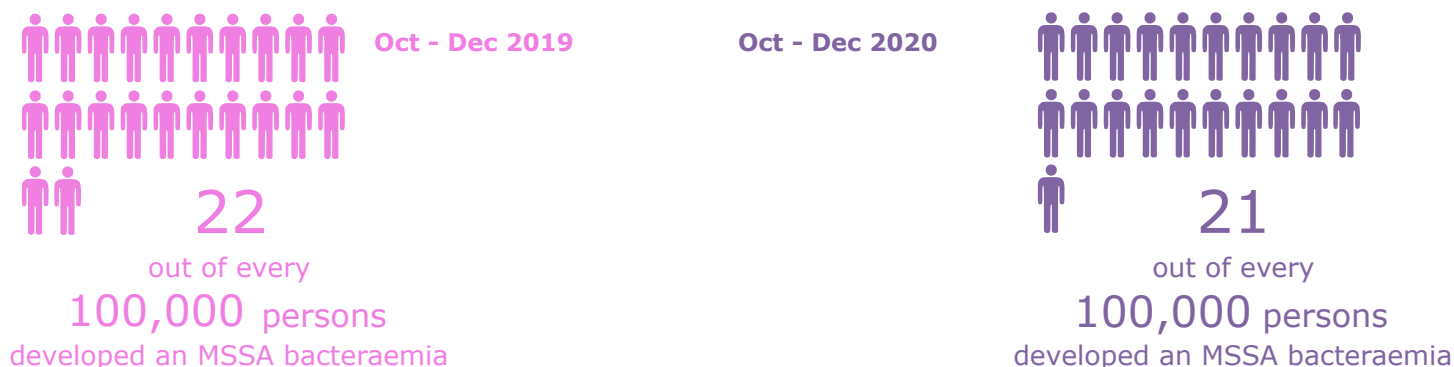 Oct - Dec 2019
22
out of every
100,000 persons
developed an MSSA bacteraemia
Oct - Dec 2020
21
out of every
100,000 persons
developed an MSSA bacteraemia